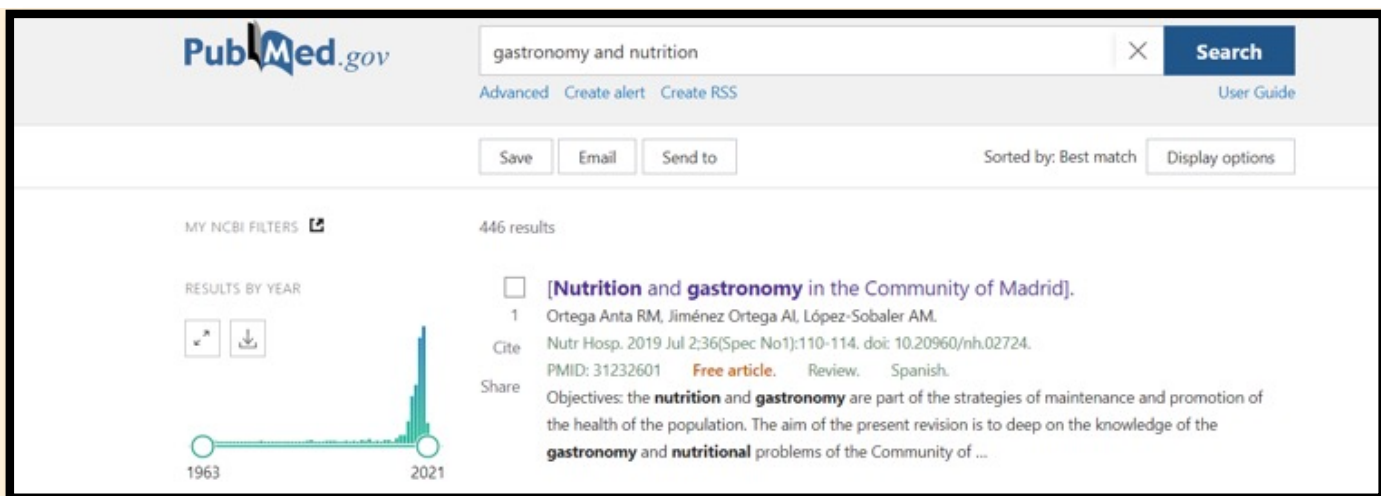 PubMed.gov
gastronomy and nutrition
Search
Advanced Create alert Create RSS
User Guide
Save Email Send to
Sorted by: Best match Display options
MY NCBI FILTERS
446 results
RESULTS BY YEAR
[Nutrition and gastronomy in the Community of Madrid].
1
Ortega Anta RM, Jiménez Ortega AI, López-Sobaler AM.
Cite
Nutr Hosp. 2019 Jul 2;36(Spec No1):110-114. doi: 10.20960/nh.02724.
PMID: 31232601 Free article. Review. Spanish.
Share
Objectives: the nutrition and gastronomy are part of the strategies of maintenance and promotion of
the health of the population. The aim of the present revision is to deep on the knowledge of the
gastronomy and nutritional problems of the Community of ...
1963 2021